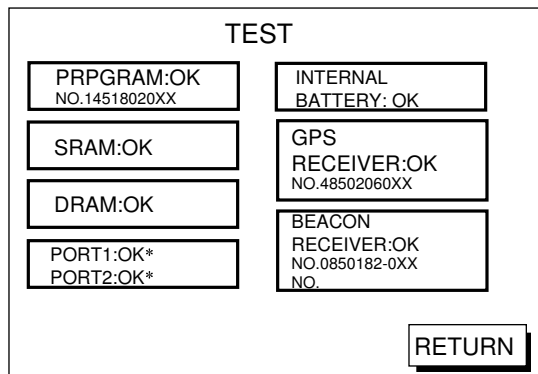 TEST
PRPGRAM:OK
NO.14518020XX
SRAM:OK
DRAM:OK
PORT1:OK*
PORT2:OK*
INTERNAL
BATTERY: OK
GPS
RECEIVER:OK
NO.48502060XX
BEACON
RECEIVER:OK
NO.0850182-0XX
NO.
RETURN